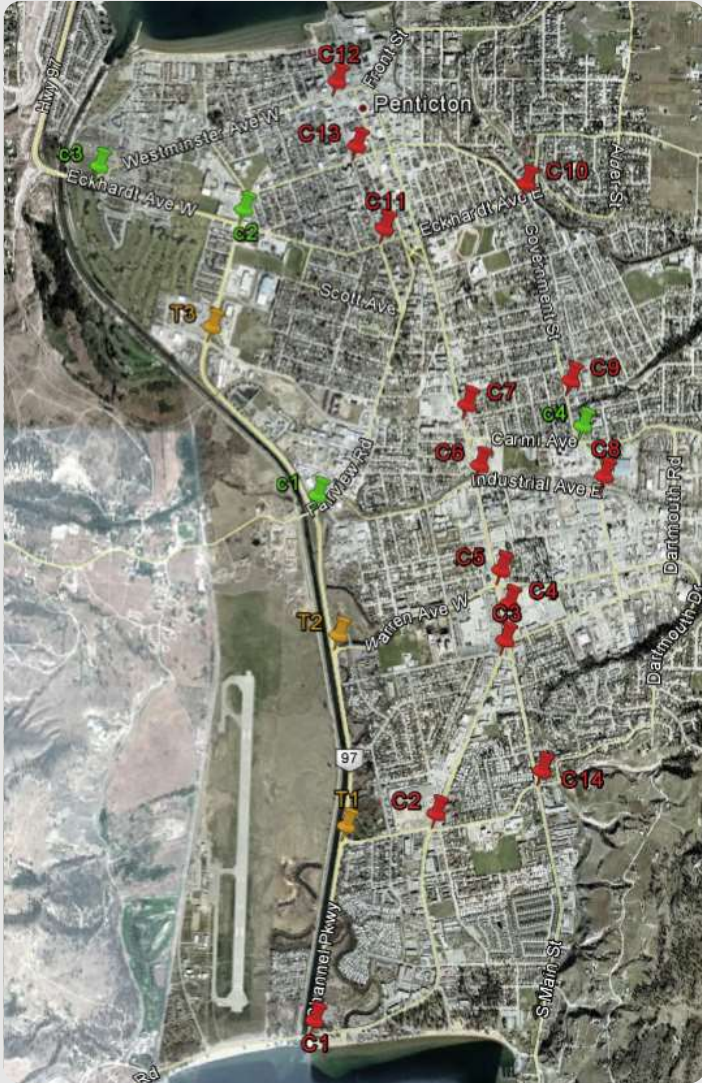 C12
Front St
Hwy 97
Penticton
C13
Westminster Ave W
c3
Eckhardt Ave W
C10
Alder St
C11
Eckhardt Ave E
c2
Government St
Scott Ave
T3
C9
C7
c4
Carmi Ave
C6
C8
Industrial Ave E
c1
Fairview Rd
Dartmouth Rd
C5
C4
C3
T2
Warren Ave W
Dartmouth Dr
97
C14
C2
T1
Channel Pkwy
S Main St
C1
Rd